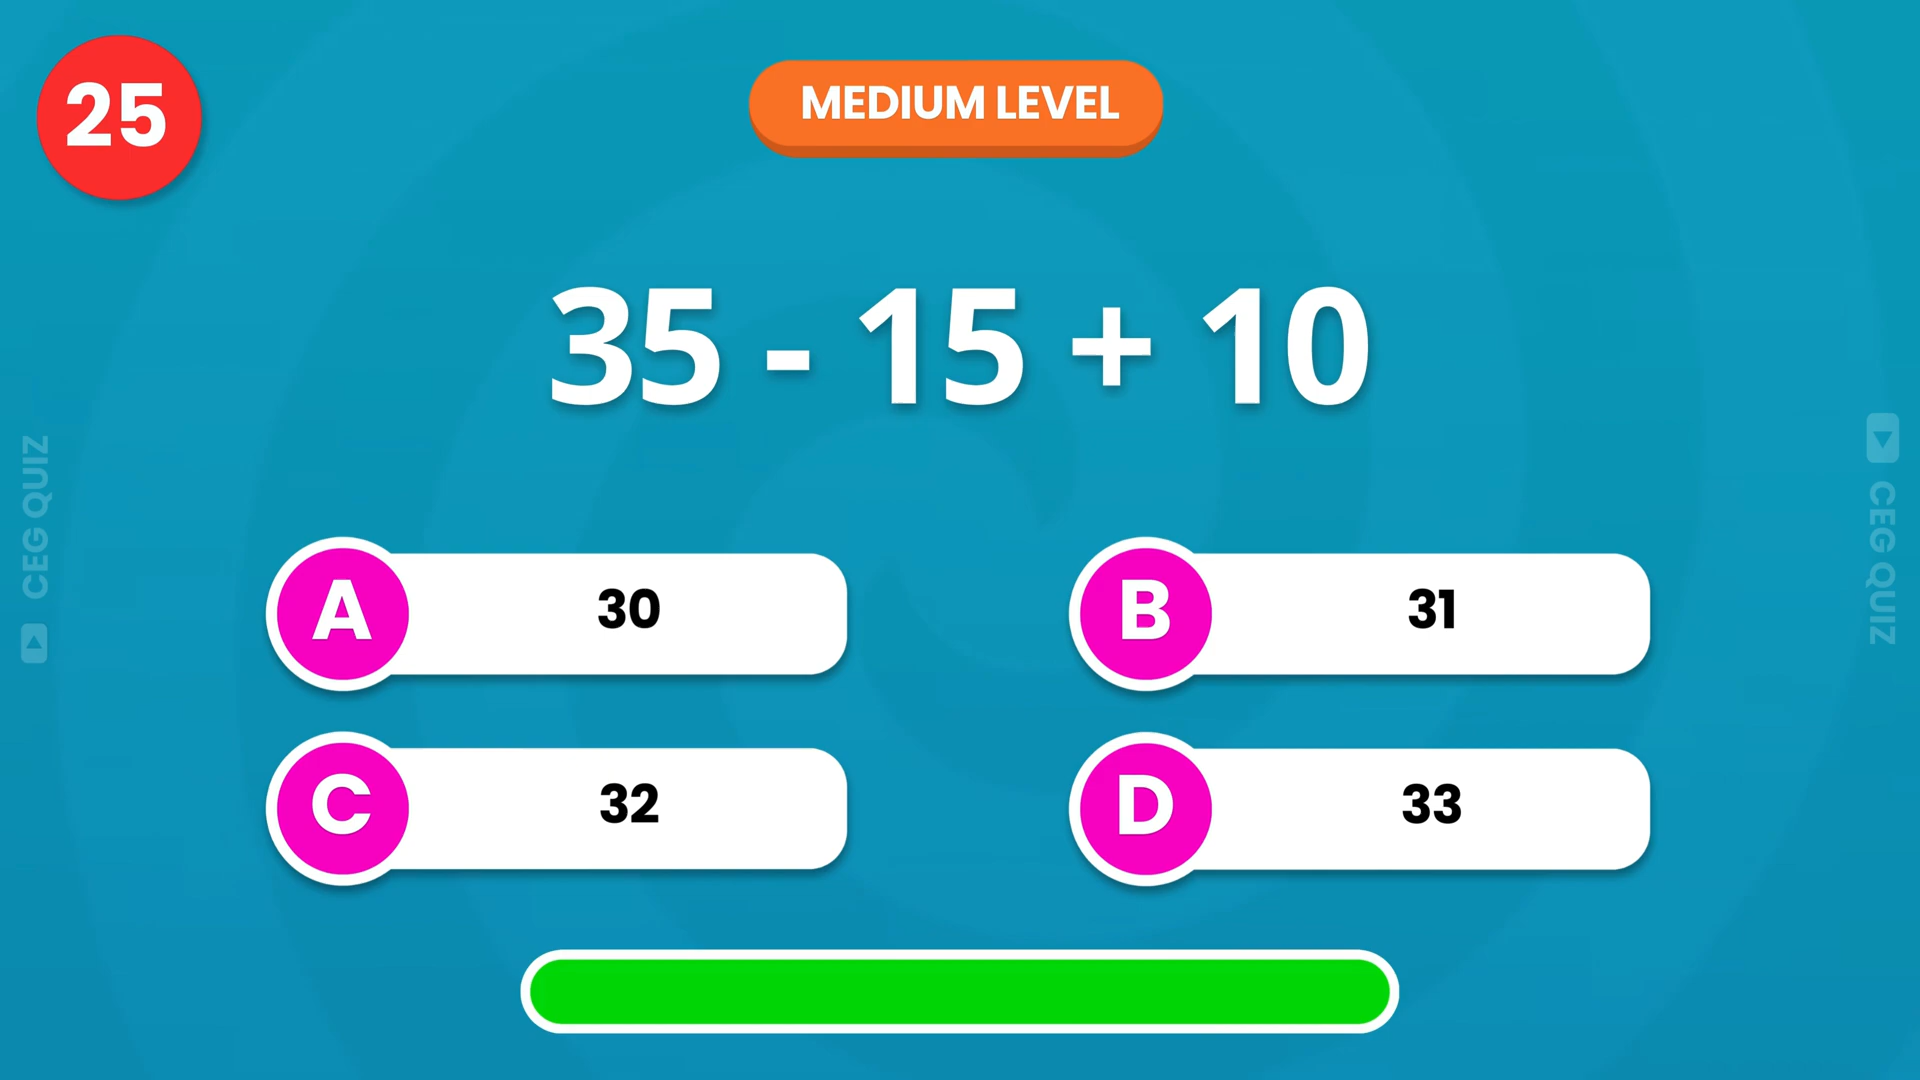 25
MEDIUM LEVEL
35 - 15 + 10
A 30
B 31
C 32
D 33
CEG QUIZ
CEG QUIZ